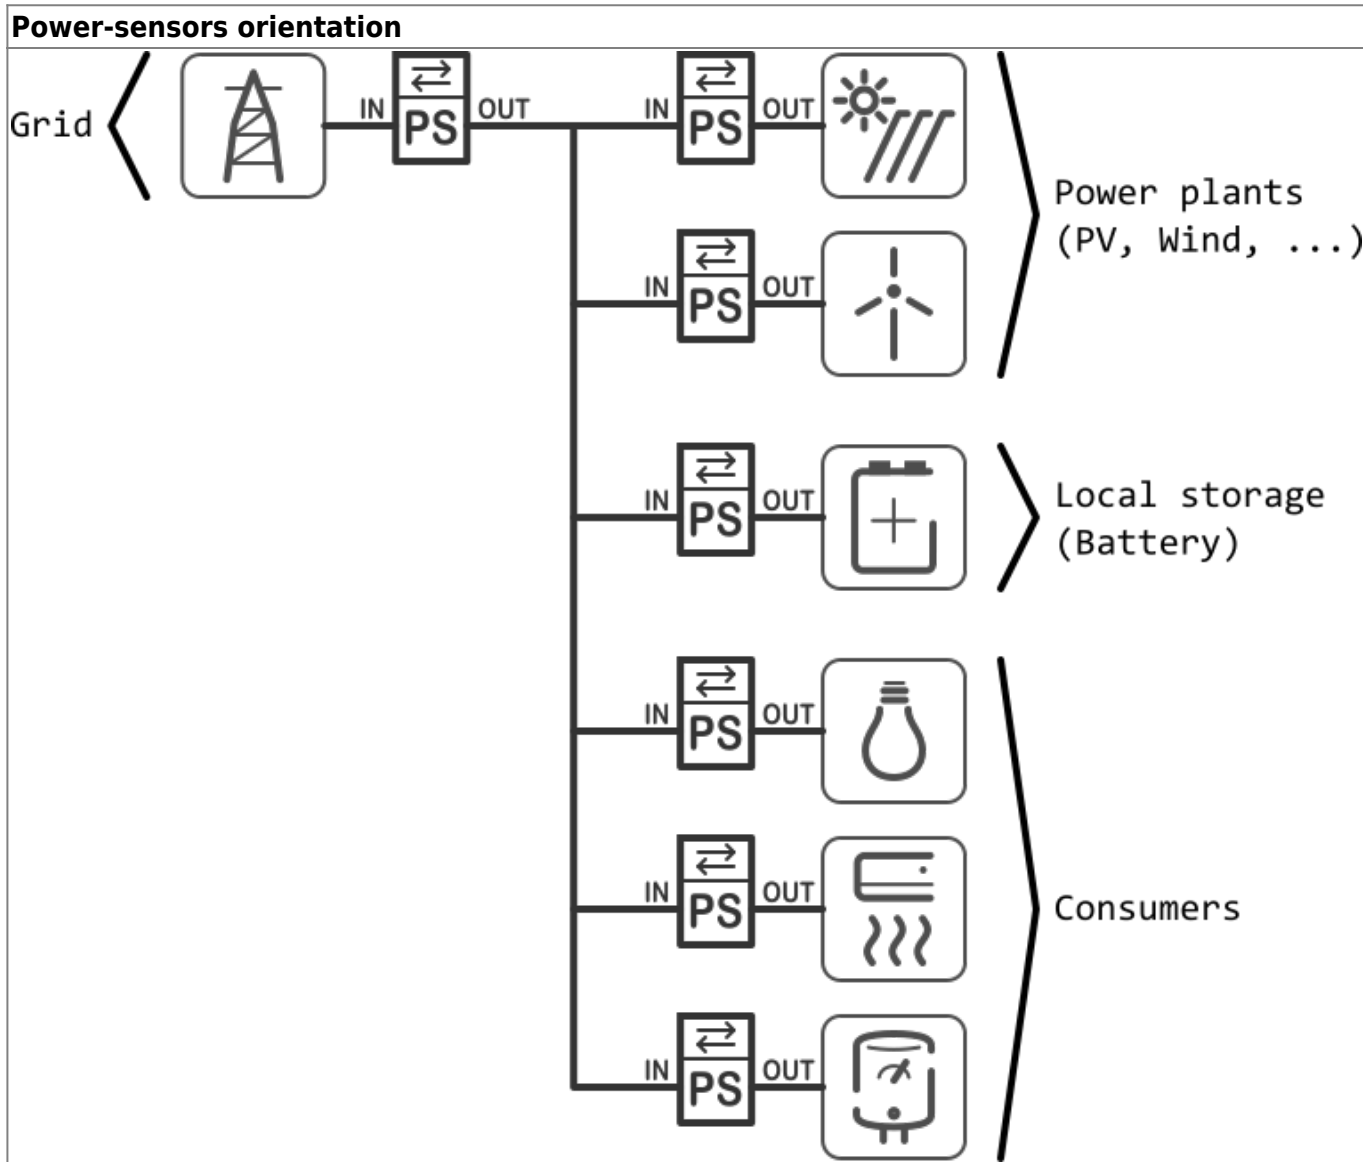 Power-sensors orientation
Grid
IN PS OUT
IN PS OUT
Power plants
(PV, Wind, ...)
IN PS OUT
IN PS OUT
Local storage
(Battery)
IN PS OUT
IN PS OUT
Consumers
IN PS OUT